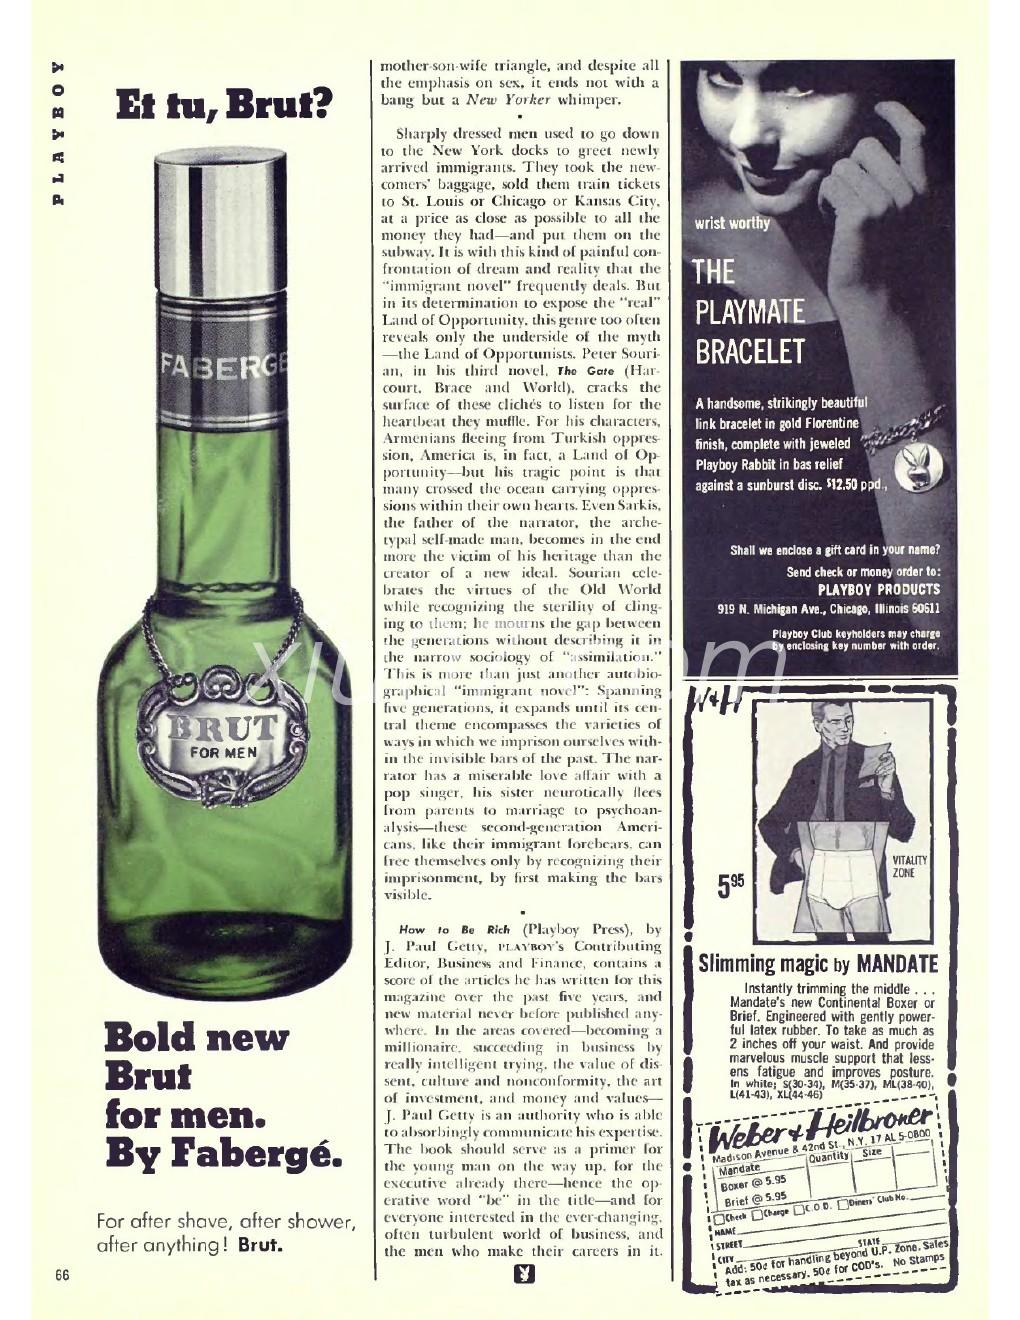 PLAYBOY
Et tu, Brut?
FABERGE
BRUT
FOR MEN
Bold new
Brut
for men.
By Fabergé.
For after shave, after shower,
after anything! Brut.
66
mother-son-wife triangle, and despite all
the emphasis on sex, it ends not with a
bang but a New Yorker whimper.
•
Sharply dressed men used to go down
to the New York docks to greet newly
arrived immigrants. They took the new-
comers' baggage, sold them train tickets
to St. Louis or Chicago or Kansas City,
at a price as close as possible to all the
money they had—and put them on the
subway. It is with this kind of painful con-
frontation of dream and reality that the
"immigrant novel" frequently deals. But
in its determination to expose the "real"
Land of Opportunity, this genre too often
reveals only the underside of the myth
—the Land of Opportunists. Peter Souri-
an, in his third novel, The Gate (Har-
court, Brace and World), cracks the
surface of these clichés to listen for the
heartbeat they muffle. For his characters,
Armenians fleeing from Turkish oppres-
sion, America is, in fact, a Land of Op-
portunity—but his tragic point is that
many crossed the ocean carrying oppres-
sions within their own hearts. Even Sarkis,
the father of the narrator, the arche-
typal self-made man, becomes in the end
more the victim of his heritage than the
creator of a new ideal. Sourian cele-
brates the virtues of the Old World
while recognizing the sterility of cling-
ing to them; he mourns the gap between
the generations without describing it in
the narrow sociology of "assimilation."
This is more than just another autobio-
graphical "immigrant novel": Spanning
five generations, it expands until its cen-
tral theme encompasses the varieties of
ways in which we imprison ourselves with-
in the invisible bars of the past. The nar-
rator has a miserable love affair with a
pop singer, his sister neurotically flees
from parents to marriage to psychoan-
alysis—these second-generation Ameri-
cans, like their immigrant forebears, can
free themselves only by recognizing their
imprisonment, by first making the bars
visible.
•
How to Be Rich (Playboy Press), by
J. Paul Getty, PLAYBOY's Contributing
Editor, Business and Finance, contains a
score of the articles he has written for this
magazine over the past five years, and
new material never before published any-
where. In the areas covered—becoming a
millionaire, succeeding in business by
really intelligent trying, the value of dis-
sent, culture and nonconformity, the art
of investment, and money and values—
J. Paul Getty is an authority who is able
to absorbingly communicate his expertise.
The book should serve as a primer for
the young man on the way up, for the
executive already there—hence the op-
erative word "be" in the title—and for
everyone interested in the ever-changing,
often turbulent world of business, and
the men who make their careers in it.
wrist worthy
THE
PLAYMATE
BRACELET
A handsome, strikingly beautiful
link bracelet in gold Florentine
finish, complete with jeweled
Playboy Rabbit in bas relief
against a sunburst disc. $12.50 ppd.,
Shall we enclose a gift card in your name?
Send check or money order to:
PLAYBOY PRODUCTS
919 N. Michigan Ave., Chicago, Illinois 60611
Playboy Club keyholders may charge
by enclosing key number with order.
W+H
VITALITY
ZONE
5 95
Slimming magic by MANDATE
Instantly trimming the middle . . .
Mandate's new Continental Boxer or
Brief. Engineered with gently power-
ful latex rubber. To take as much as
2 inches off your waist. And provide
marvelous muscle support that less-
ens fatigue and improves posture.
In white; S(30-34), M(35-37), ML(38-40),
L(41-43), XL(44-46)
Weber & Heilbroner
Madison Avenue & 42nd St., N.Y. 17 AL 5-0800
Mandate Quantity Size
Boxer @ 5.95
Brief @ 5.95
Check Charge C.O.D. Diners' Club No.
NAME
STREET
CITY STATE
Add: 50¢ for handling beyond U.P. Zone. Sales
tax as necessary. 50¢ for COD's. No Stamps